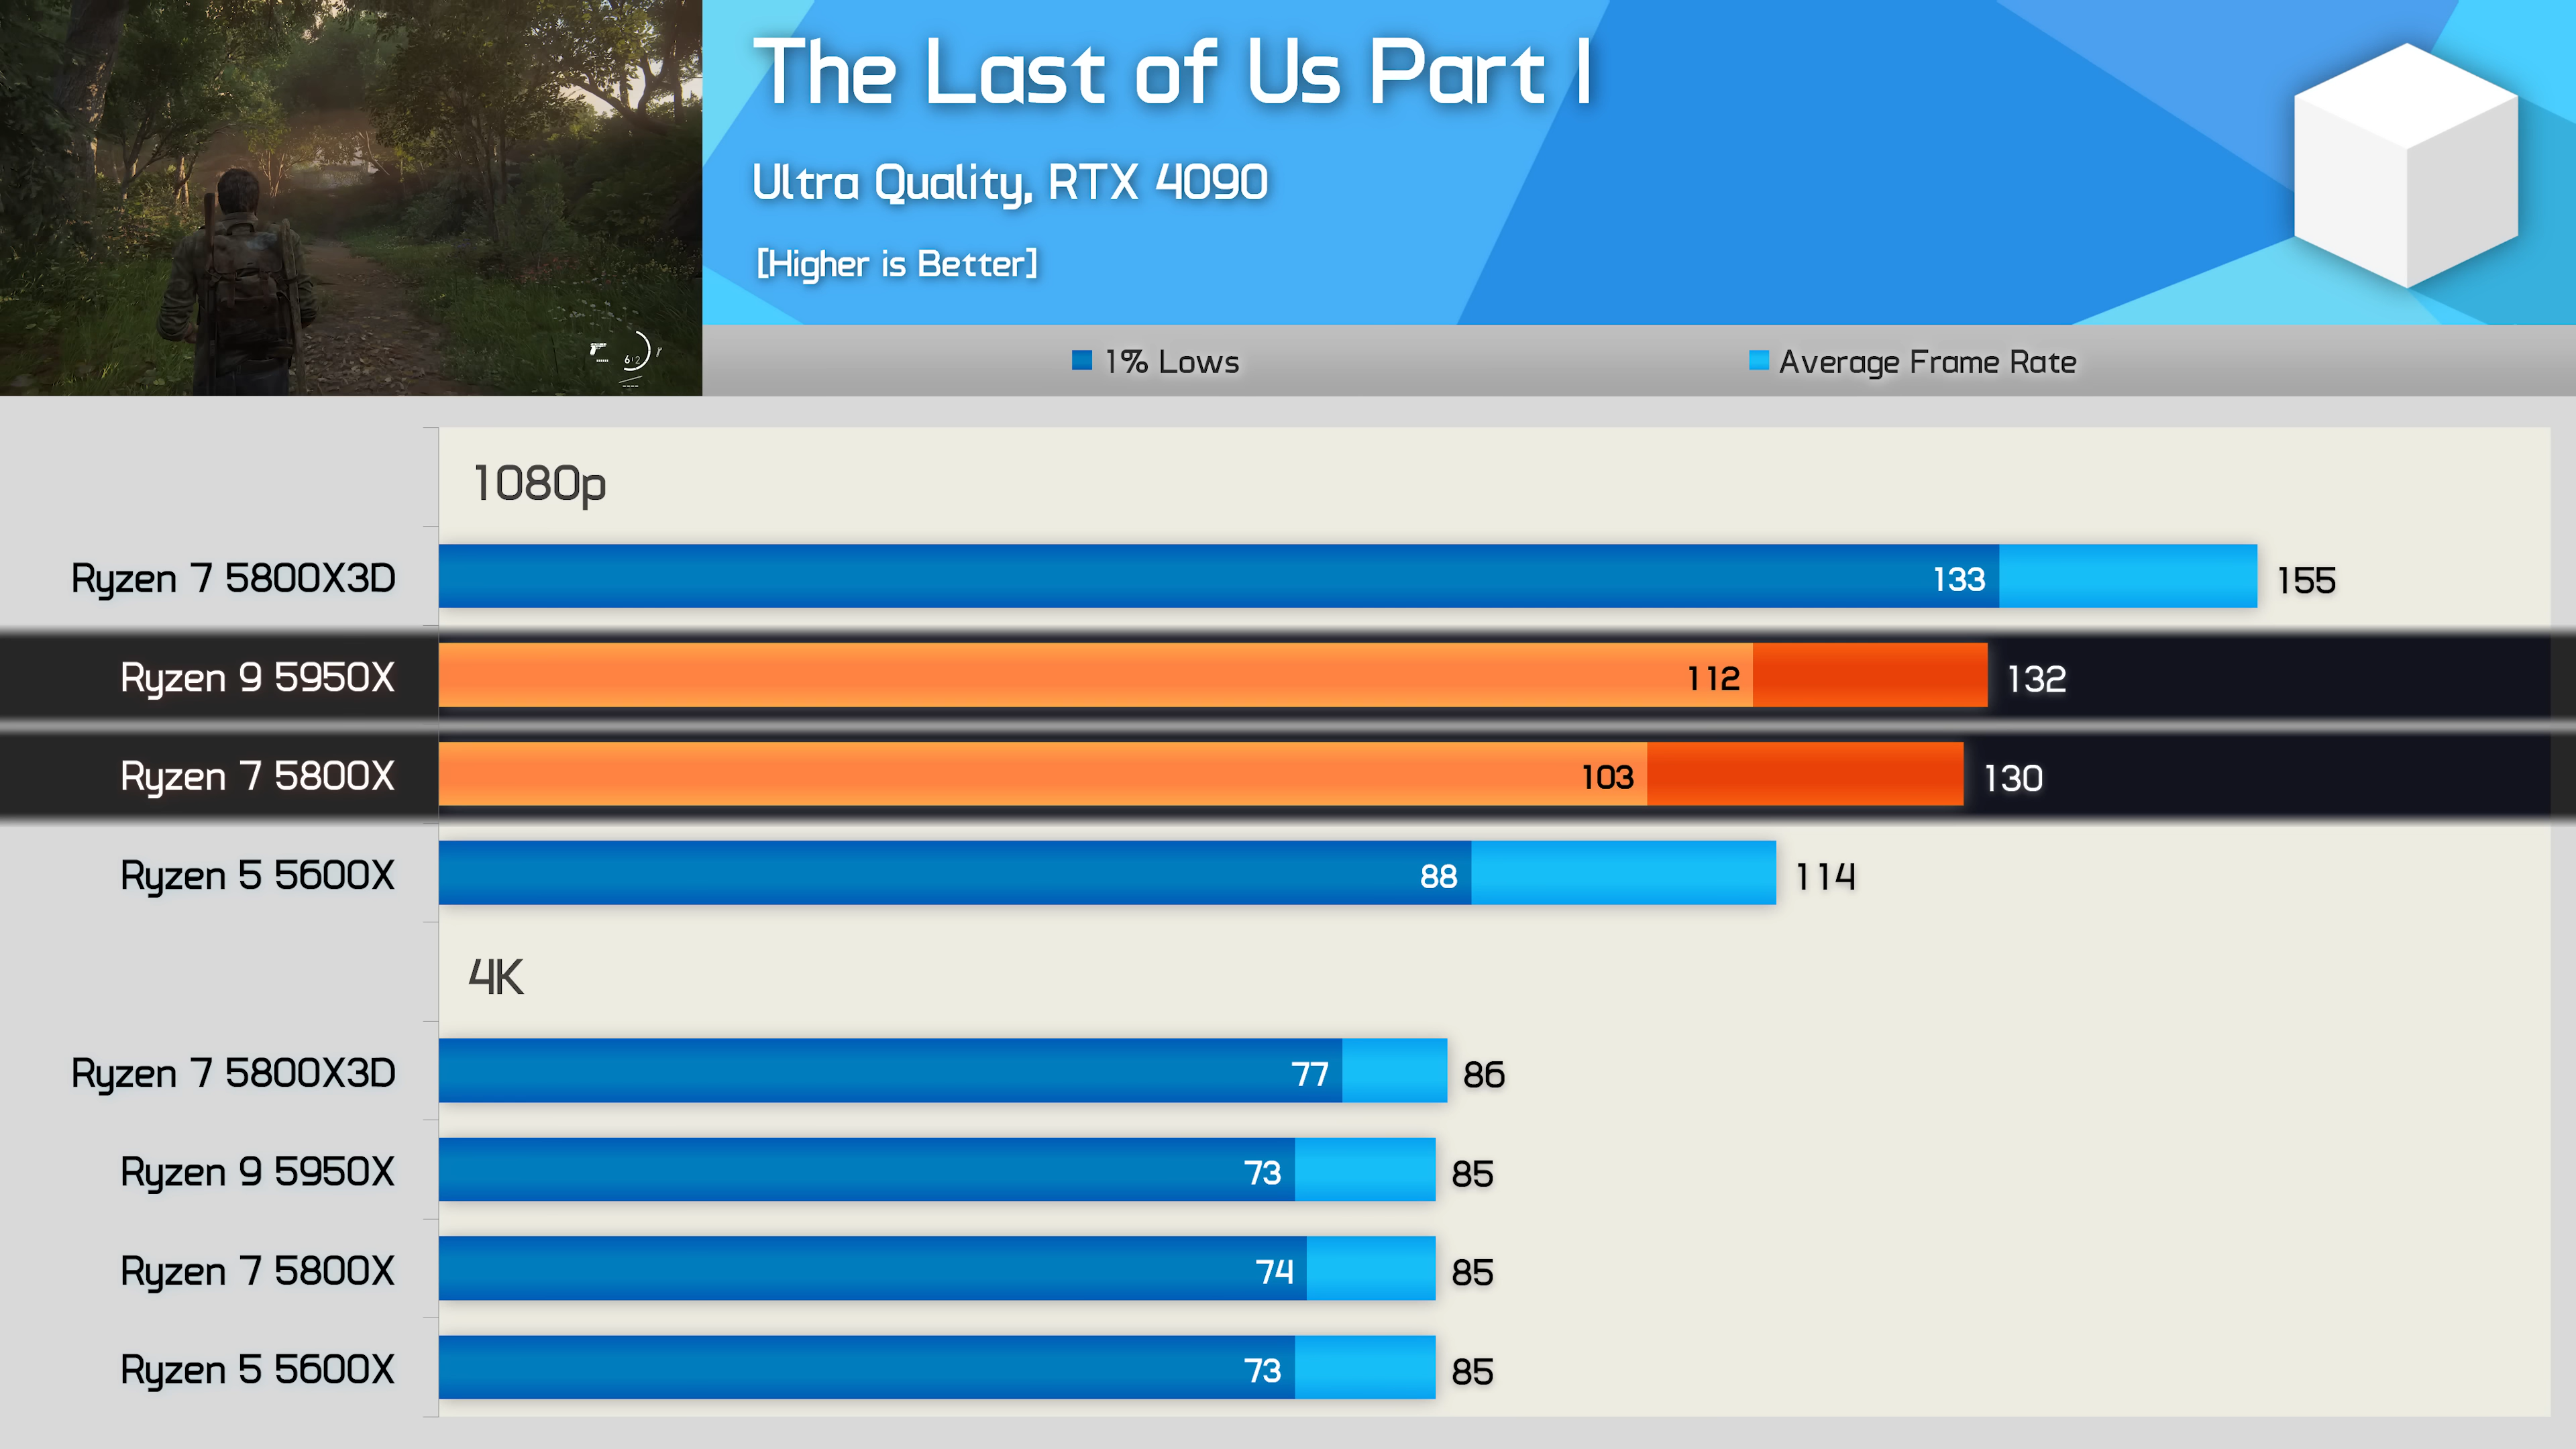 The Last of Us Part I
Ultra Quality, RTX 4090
[Higher is Better]
1% Lows
Average Frame Rate
1080p
Ryzen 7 5800X3D 133 155
Ryzen 9 5950X 112 132
Ryzen 7 5800X 103 130
Ryzen 5 5600X 88 114
4K
Ryzen 7 5800X3D 77 86
Ryzen 9 5950X 73 85
Ryzen 7 5800X 74 85
Ryzen 5 5600X 73 85